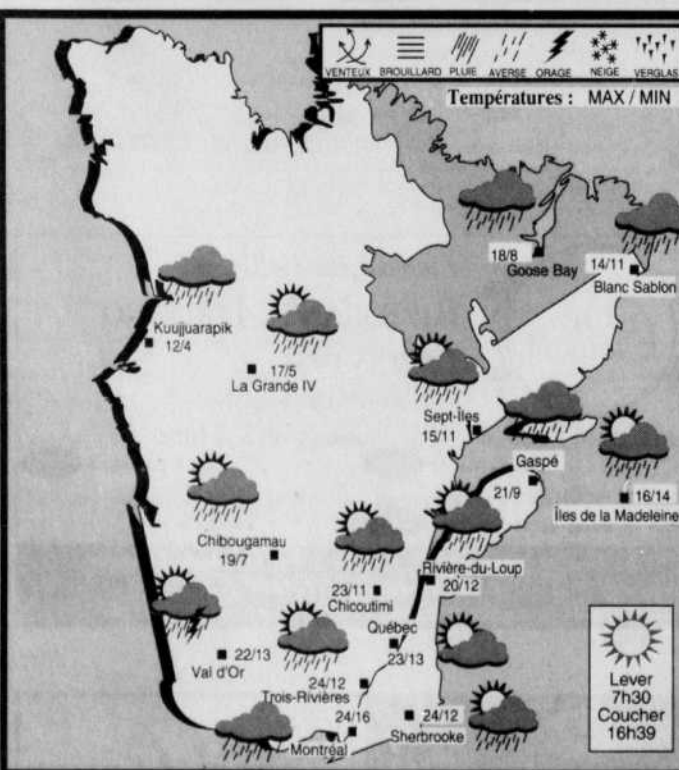 VENTEUX BROUILLARD PLUIE AVERSE ORAGE NEIGE VERGLAS
Températures : MAX / MIN
18/8
Goose Bay
14/11
Blanc Sablon
Kuujjuarapik
12/4
17/5
La Grande IV
Sept-Îles
15/11
Gaspé
21/9
16/14
Îles de la Madeleine
Chibougamau
19/7
Rivière-du-Loup
20/12
23/11
Chicoutimi
Québec
23/13
22/13
Val d'Or
24/12
Trois-Rivières
24/16
Montréal
24/12
Sherbrooke
Lever
7h30
Coucher
16h39